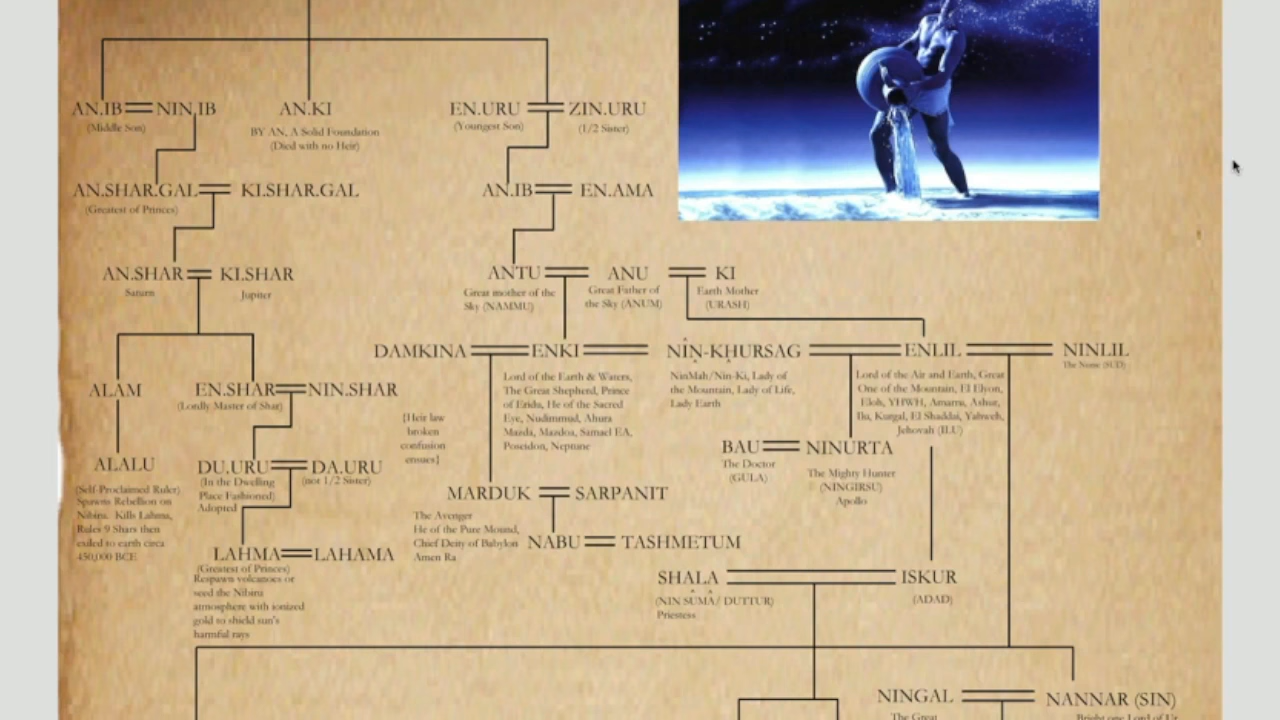 AN.IB NIN.IB AN.KI EN.URU ZIN.URU
(Middle Son) (Youngest Son) (1/2 Sister)
BY AN, A Solid Foundation
(Died with no Heir)
AN.SHAR.GAL KI.SHAR.GAL AN.IB EN.AMA
(Greatest of Princes)
AN.SHAR KI.SHAR ANTU ANU KI
Saturn Jupiter
Great mother of the
Sky (NAMMU)
Great Father of
the Sky (ANUM)
Earth Mother
(URASH)
DAMKINA ENKI NIN-KHURSAG ENLIL NINLIL
Lord of the Earth & Waters,
The Great Shepherd, Prince
of Eridu, He of the Sacred
Eye, Nudimmud, Ahura
Mazda, Mazdoa, Samael EA,
Poseidon, Neptune
NinMah/Nin-Ki, Lady of
the Mountain, Lady of Life,
Lady Earth
Lord of the Air and Earth, Great
One of the Mountain, El Elyon,
Eloh, YHWH, Amurru, Ashur,
Ilu, Kurgal, El Shaddai, Yahweh,
Jehovah (ILU)
The Nurse (SUD)
ALAM EN.SHAR NIN.SHAR
(Lordly Master of Shar)
{Heir law
broken
confusion
ensues}
BAU NINURTA
The Doctor
(GULA)
The Mighty Hunter
(NINGIRSU)
Apollo
ALALU DU.URU DA.URU
(Self-Proclaimed Ruler)
Spawns Rebellion on
Nibiru. Kills Lahma,
Rules 9 Shars then
exiled to earth circa
450,000 BCE
(In the Dwelling
Place Fashioned)
Adopted
(not 1/2 Sister)
MARDUK SARPANIT
The Avenger
He of the Pure Mound,
Chief Deity of Babylon
Amen Ra
NABU TASHMETUM
LAHMA LAHAMA
(Greatest of Princes)
Respawn volcanoes or
seed the Nibiru
atmosphere with ionized
gold to shield sun's
harmful rays
SHALA ISKUR
(NIN SUMA/ DUTTUR)
Priestess
(ADAD)
NINGAL NANNAR (SIN)
The Great
Bright one Lord of Ur